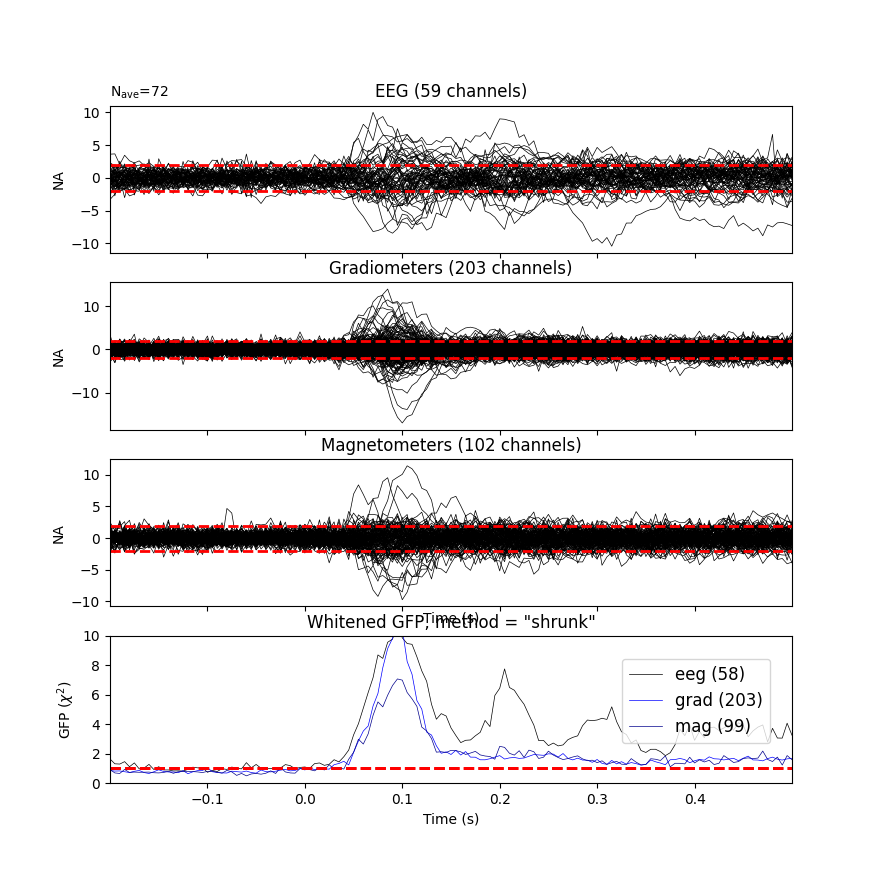 Nave=72
EEG (59 channels)
10
5
0
−5
−10
NA
Gradiometers (203 channels)
10
0
−10
NA
Magnetometers (102 channels)
10
5
0
−5
−10
NA
Time (s)
Whitened GFP, method = "shrunk"
10
8
6
4
2
0
GFP (χ²)
eeg (58)
grad (203)
mag (99)
−0.1 0.0 0.1 0.2 0.3 0.4
Time (s)